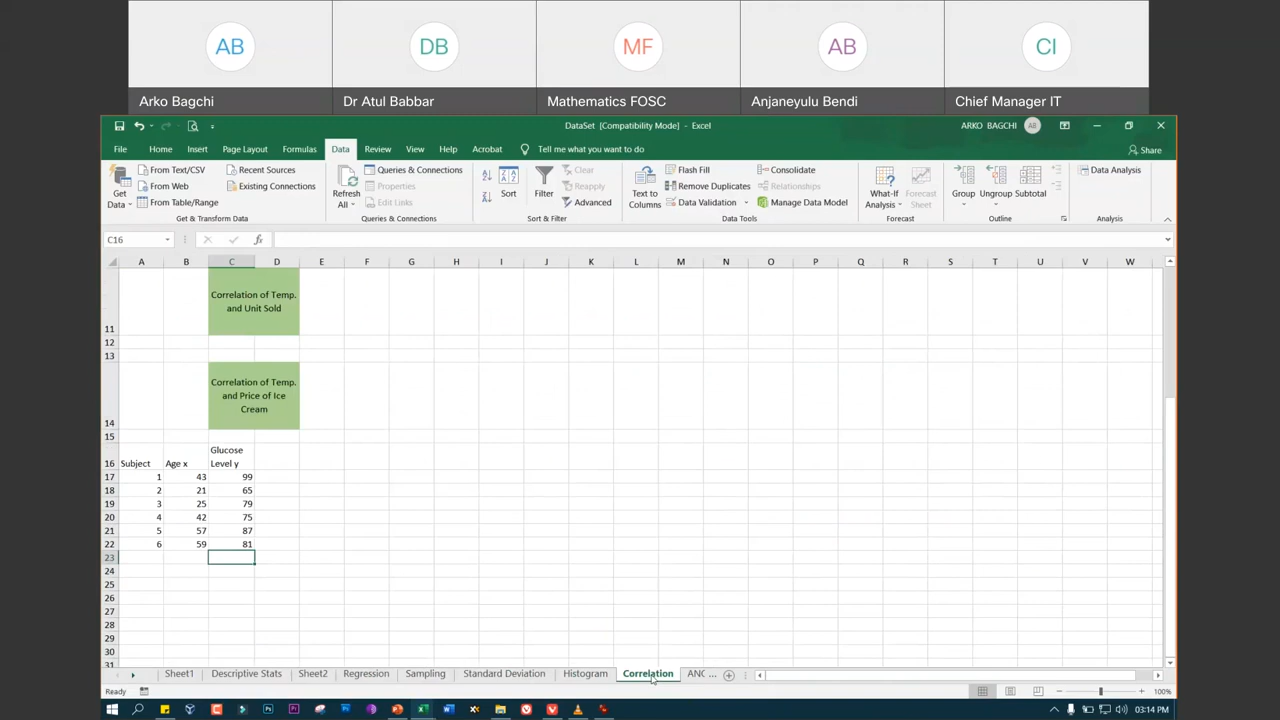 AB DB MF AB CI
Arko Bagchi Dr Atul Babbar Mathematics FOSC Anjaneyulu Bendi Chief Manager IT
DataSet [Compatibility Mode] - Excel ARKO BAGCHI AB
File Home Insert Page Layout Formulas Data Review View Help Acrobat Tell me what you want to do Share
Get Data From Text/CSV Recent Sources
From Web Existing Connections
From Table/Range
Get & Transform Data
Refresh All Queries & Connections
Properties
Edit Links
Queries & Connections
Sort Filter Clear
Reapply
Advanced
Sort & Filter
Text to Columns Flash Fill Consolidate
Remove Duplicates Relationships
Data Validation Manage Data Model
Data Tools
What-If Analysis Forecast Sheet
Forecast
Group Ungroup Subtotal
Outline
Data Analysis
Analysis
C16 fx
A B C D E F G H I J K L M N O P Q R S T U V W
Correlation of Temp.
and Unit Sold
11
12
13
Correlation of Temp.
and Price of Ice
Cream
14
15
Glucose
16 Subject Age x Level y
17 1 43 99
18 2 21 65
19 3 25 79
20 4 42 75
21 5 57 87
22 6 59 81
23
24
25
26
27
28
29
30
31
Sheet1 Descriptive Stats Sheet2 Regression Sampling Standard Deviation Histogram Correlation ANC ...
Ready 100%
03:14 PM